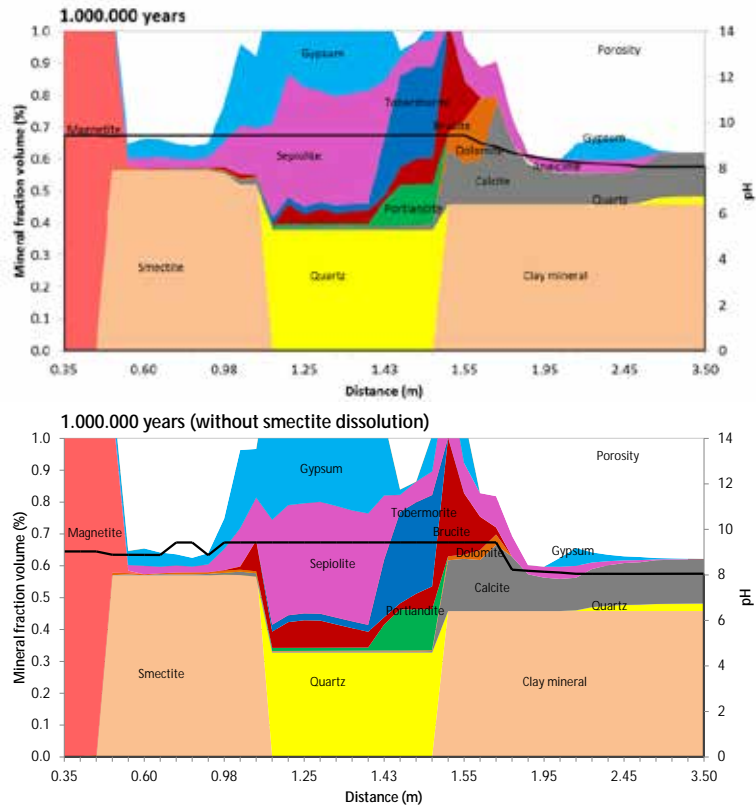 1.000.000 years
Mineral fraction volume (%)
1.0
0.9
0.8
0.7
0.6
0.5
0.4
0.3
0.2
0.1
0.0
Gypsum
Porosity
Magnetite
Tobermorite
Brucite
Sepiolite
Dolomite
Gypsum
Calcite
Portlandite
Quartz
Smectite
Quartz
Clay mineral
14
12
10
8
6
4
2
0
pH
0.35 0.60 0.98 1.25 1.43 1.55 1.95 2.45 3.50
Distance (m)
1.000.000 years (without smectite dissolution)
Mineral fraction volume (%)
1.0
0.9
0.8
0.7
0.6
0.5
0.4
0.3
0.2
0.1
0.0
Gypsum
Porosity
Magnetite
Tobermorite
Brucite
Sepiolite
Dolomite
Gypsum
Calcite
Portlandite
Quartz
Smectite
Quartz
Clay mineral
14
12
10
8
6
4
2
0
pH
0.35 0.60 0.98 1.25 1.43 1.55 1.95 2.45 3.50
Distance (m)